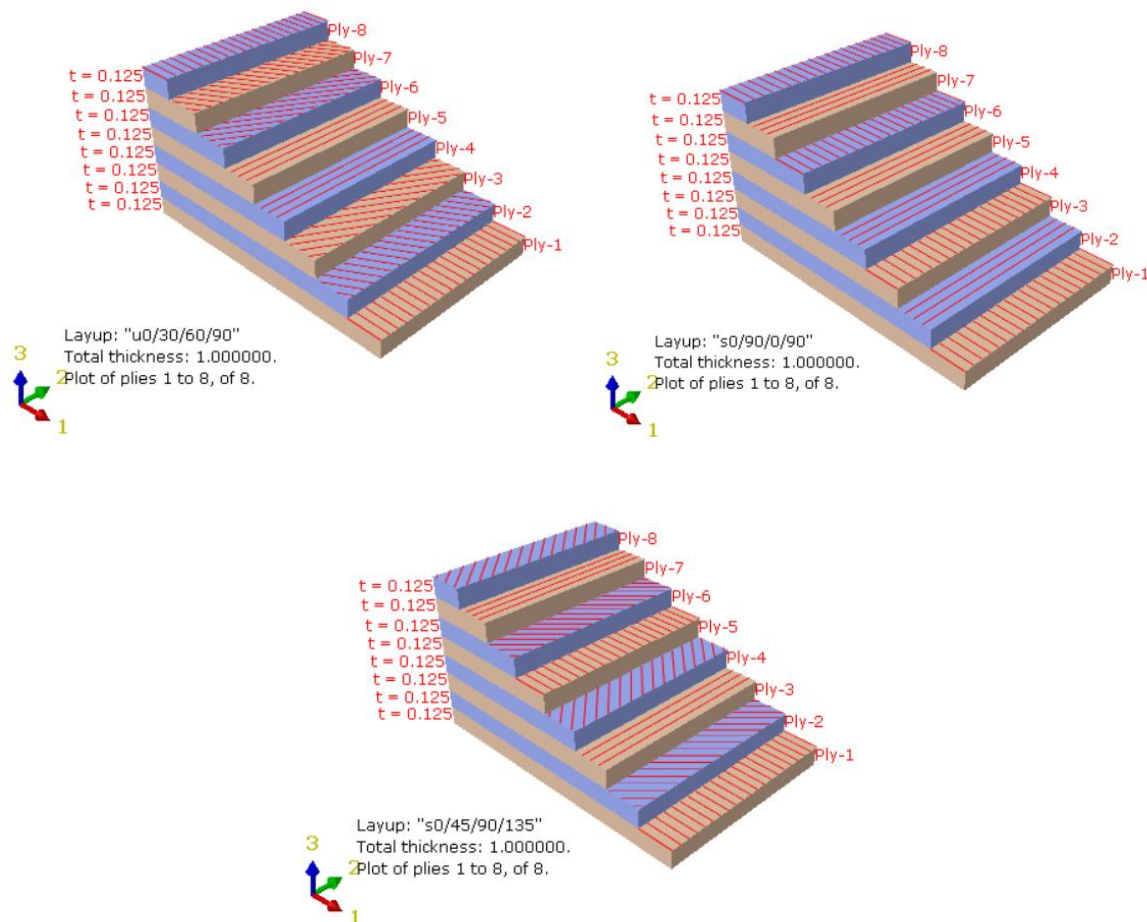 Ply-8
Ply-7
Ply-6
Ply-5
Ply-4
Ply-3
Ply-2
Ply-1
t = 0.125
t = 0.125
t = 0.125
t = 0.125
t = 0.125
t = 0.125
t = 0.125
t = 0.125
Layup: "u0/30/60/90"
Total thickness: 1.000000.
Plot of plies 1 to 8, of 8.
3
2
1
Ply-8
Ply-7
Ply-6
Ply-5
Ply-4
Ply-3
Ply-2
Ply-1
t = 0.125
t = 0.125
t = 0.125
t = 0.125
t = 0.125
t = 0.125
t = 0.125
t = 0.125
Layup: "s0/90/0/90"
Total thickness: 1.000000.
Plot of plies 1 to 8, of 8.
3
2
1
Ply-8
Ply-7
Ply-6
Ply-5
Ply-4
Ply-3
Ply-2
Ply-1
t = 0.125
t = 0.125
t = 0.125
t = 0.125
t = 0.125
t = 0.125
t = 0.125
t = 0.125
Layup: "s0/45/90/135"
Total thickness: 1.000000.
Plot of plies 1 to 8, of 8.
3
2
1